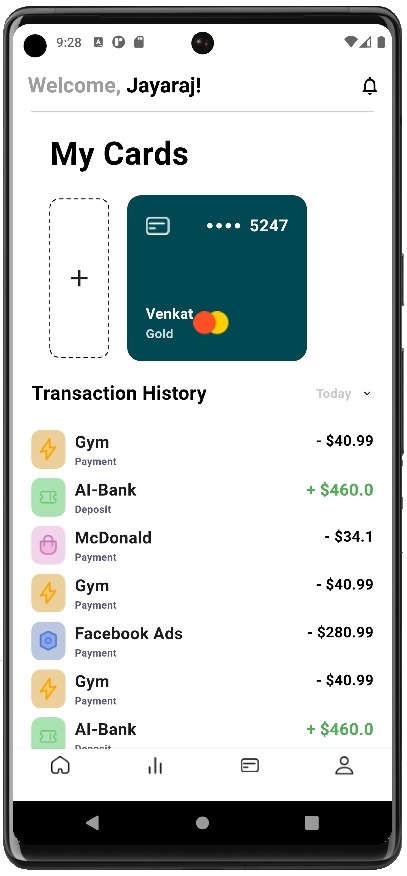 9:28
Welcome, Jayaraj!
My Cards
+
•••• 5247
Venkat
Gold
Transaction History
Today
Gym
- $40.99
Payment
AI-Bank
+ $460.0
Deposit
McDonald
- $34.1
Payment
Gym
- $40.99
Payment
Facebook Ads
- $280.99
Payment
Gym
- $40.99
Payment
AI-Bank
+ $460.0
Deposit